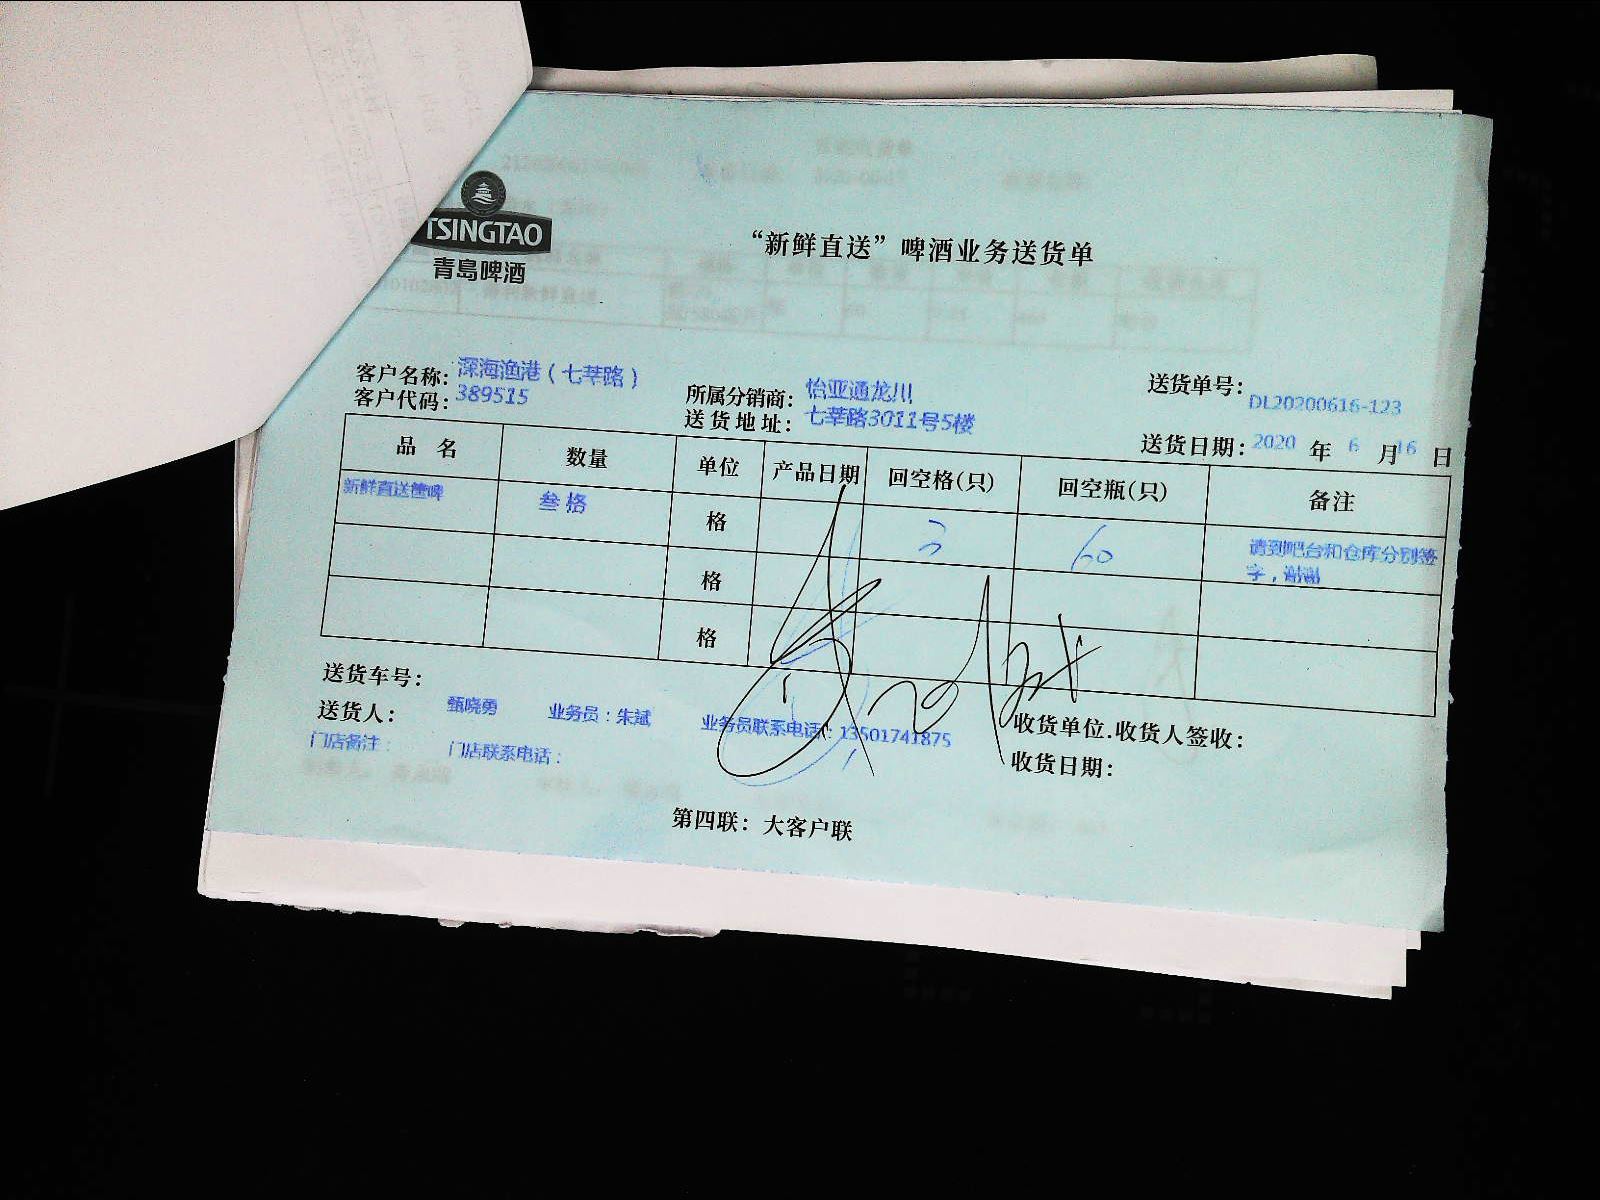 TSINGTAO
青岛啤酒
“新鲜直送”啤酒业务送货单
客户名称：深海渔港（七莘路）
客户代码：389515
所属分销商：怡亚通龙川
送货地址：七莘路3011号5楼
送货单号：DL20200616-123
送货日期：2020 年 6 月 16 日
品 名 数量 单位 产品日期 回空格(只) 回空瓶(只) 备注
新鲜直送箍啤 叁格 格 3 60 请到吧台和仓库分别签
字，谢谢
格
格
送货车号：
送货人： 甄晓勇 业务员：朱斌 业务员联系电话：13501741875
收货单位.收货人签收：
门店备注： 门店联系电话：
收货日期：
第四联：大客户联